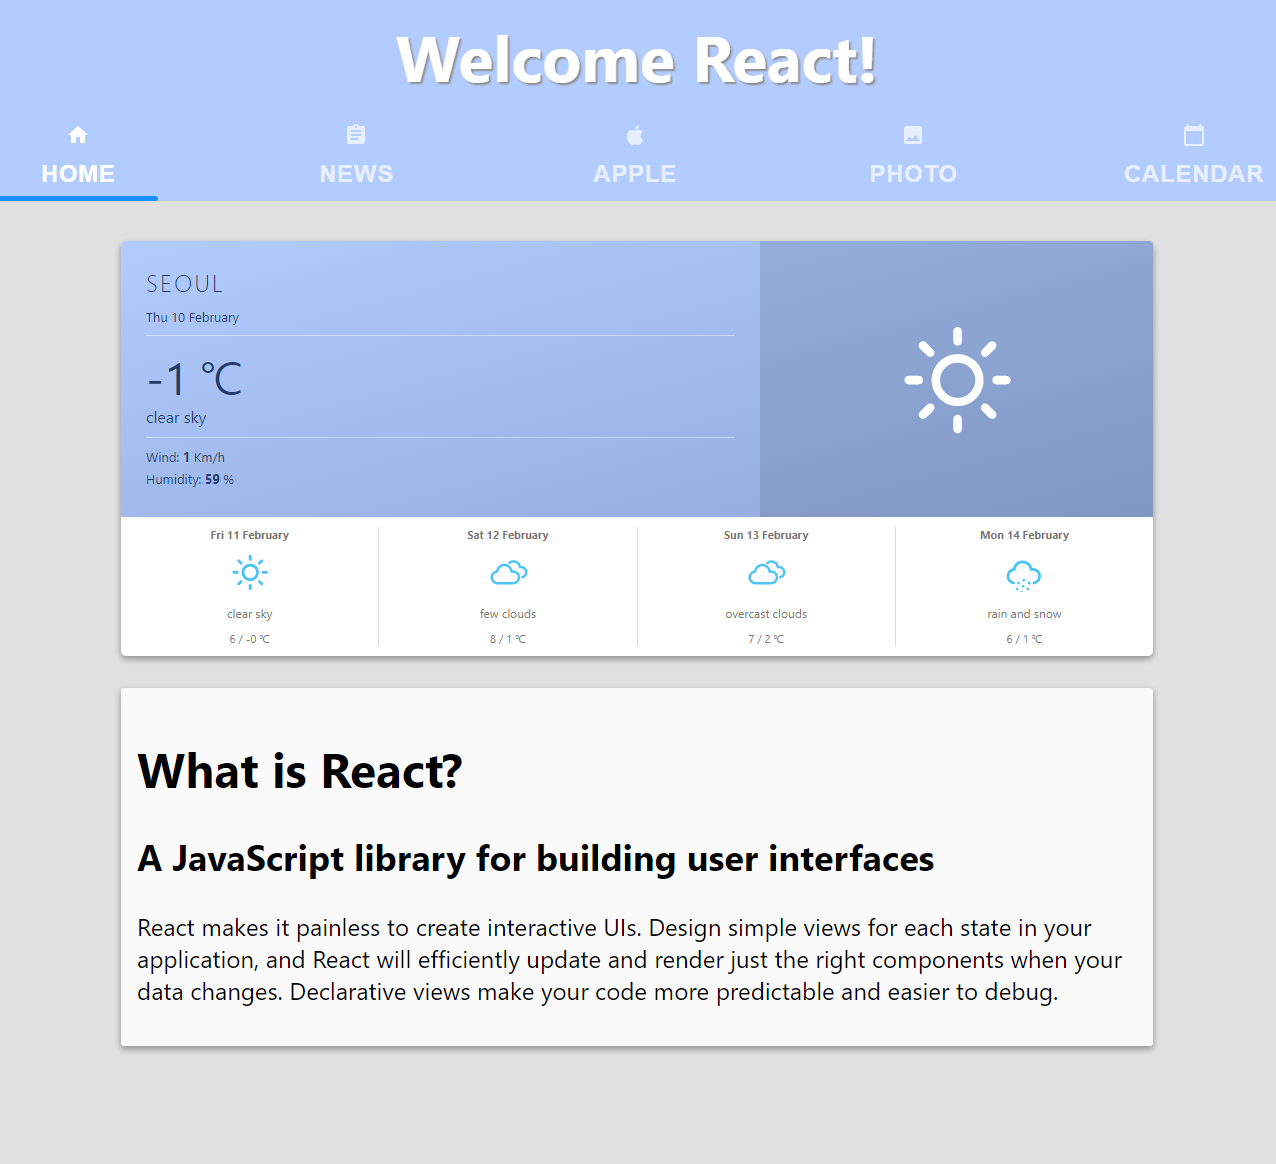 Welcome React!
HOME
NEWS
APPLE
PHOTO
CALENDAR
SEOUL
Thu 10 February
-1 °C
clear sky
Wind: 1 Km/h
Humidity: 59 %
Fri 11 February
clear sky
6 / -0 °C
Sat 12 February
few clouds
8 / 1 °C
Sun 13 February
overcast clouds
7 / 2 °C
Mon 14 February
rain and snow
6 / 1 °C
What is React?
A JavaScript library for building user interfaces
React makes it painless to create interactive UIs. Design simple views for each state in your
application, and React will efficiently update and render just the right components when your
data changes. Declarative views make your code more predictable and easier to debug.